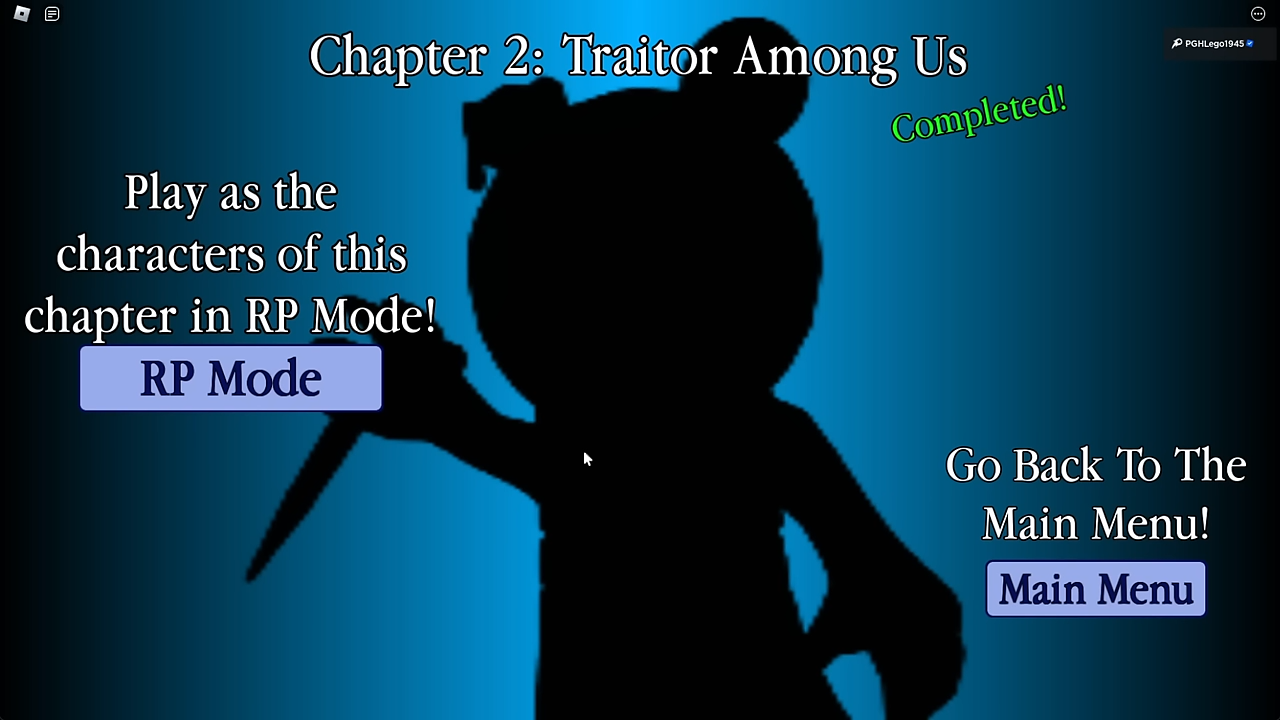 Chapter 2: Traitor Among Us
PGHLego1945
Completed!
Play as the
characters of this
chapter in RP Mode!
RP Mode
Go Back To The
Main Menu!
Main Menu